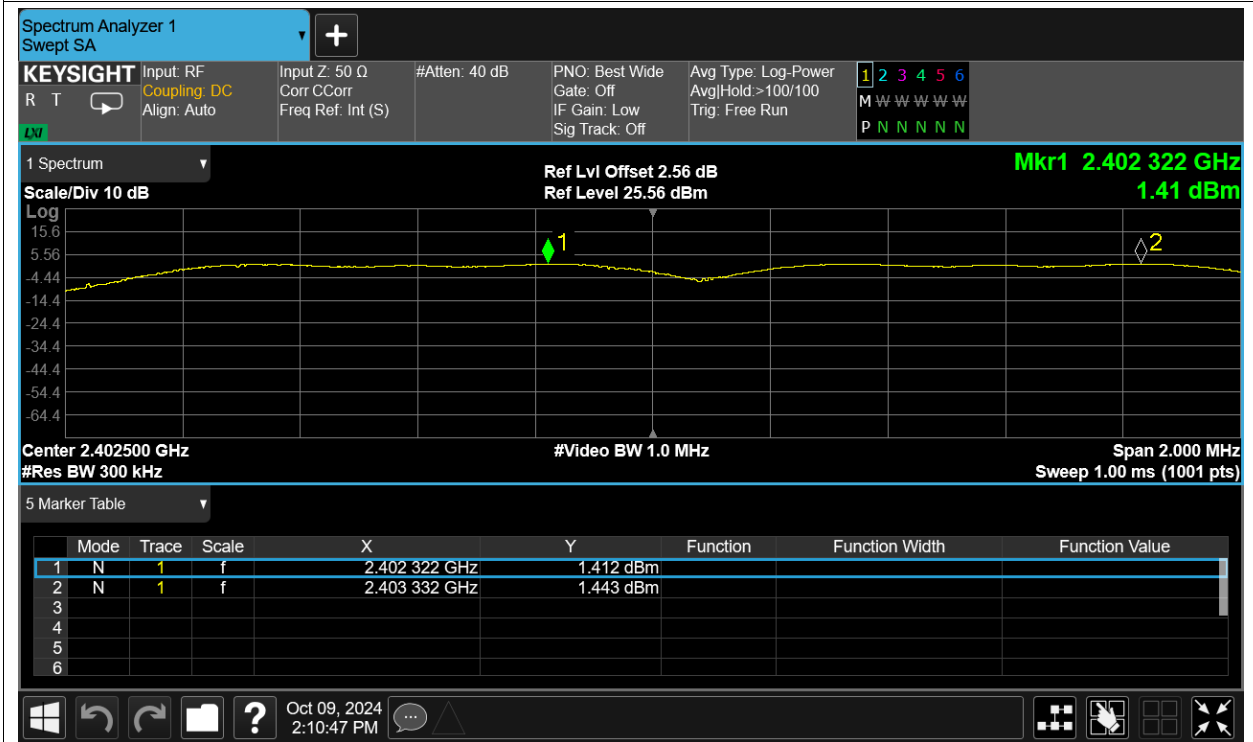 Spectrum Analyzer 1
Swept SA
+
KEYSIGHT
R T
LXI
Input: RF
Coupling: DC
Align: Auto
Input Z: 50 Ω
Corr CCorr
Freq Ref: Int (S)
#Atten: 40 dB
PNO: Best Wide
Gate: Off
IF Gain: Low
Sig Track: Off
Avg Type: Log-Power
Avg|Hold:>100/100
Trig: Free Run
1 2 3 4 5 6
M W W W W W
P N N N N N
1 Spectrum
Scale/Div 10 dB
Ref Lvl Offset 2.56 dB
Ref Level 25.56 dBm
Mkr1 2.402 322 GHz
1.41 dBm
Log
15.6
5.56
-4.44
-14.4
-24.4
-34.4
-44.4
-54.4
-64.4
1
2
Center 2.402500 GHz
#Res BW 300 kHz
#Video BW 1.0 MHz
Span 2.000 MHz
Sweep 1.00 ms (1001 pts)
5 Marker Table
Mode Trace Scale X Y Function Function Width Function Value
1 N 1 f 2.402 322 GHz 1.412 dBm
2 N 1 f 2.403 332 GHz 1.443 dBm
3
4
5
6
?
Oct 09, 2024
2:10:47 PM